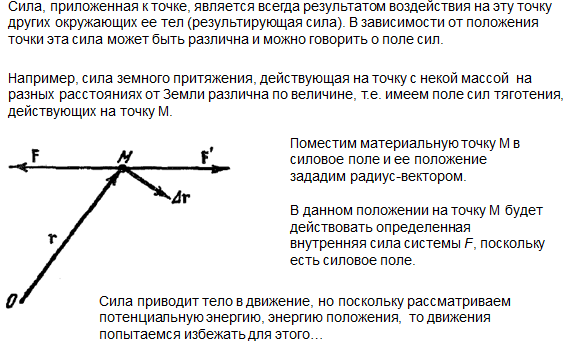 Сила, приложенная к точке, является всегда результатом воздействия на эту точку
других окружающих ее тел (результирующая сила). В зависимости от положения
точки эта сила может быть различна и можно говорить о поле сил.
Например, сила земного притяжения, действующая на точку с некой массой на
разных расстояниях от Земли различна по величине, т.е. имеем поле сил тяготения,
действующих на точку М.
F M F'
Δr
r
O
Поместим материальную точку М в
силовое поле и ее положение
зададим радиус-вектором.
В данном положении на точку М будет
действовать определенная
внутренняя сила системы F, поскольку
есть силовое поле.
Сила приводит тело в движение, но поскольку рассматриваем
потенциальную энергию, энергию положения, то движения
попытаемся избежать для этого…